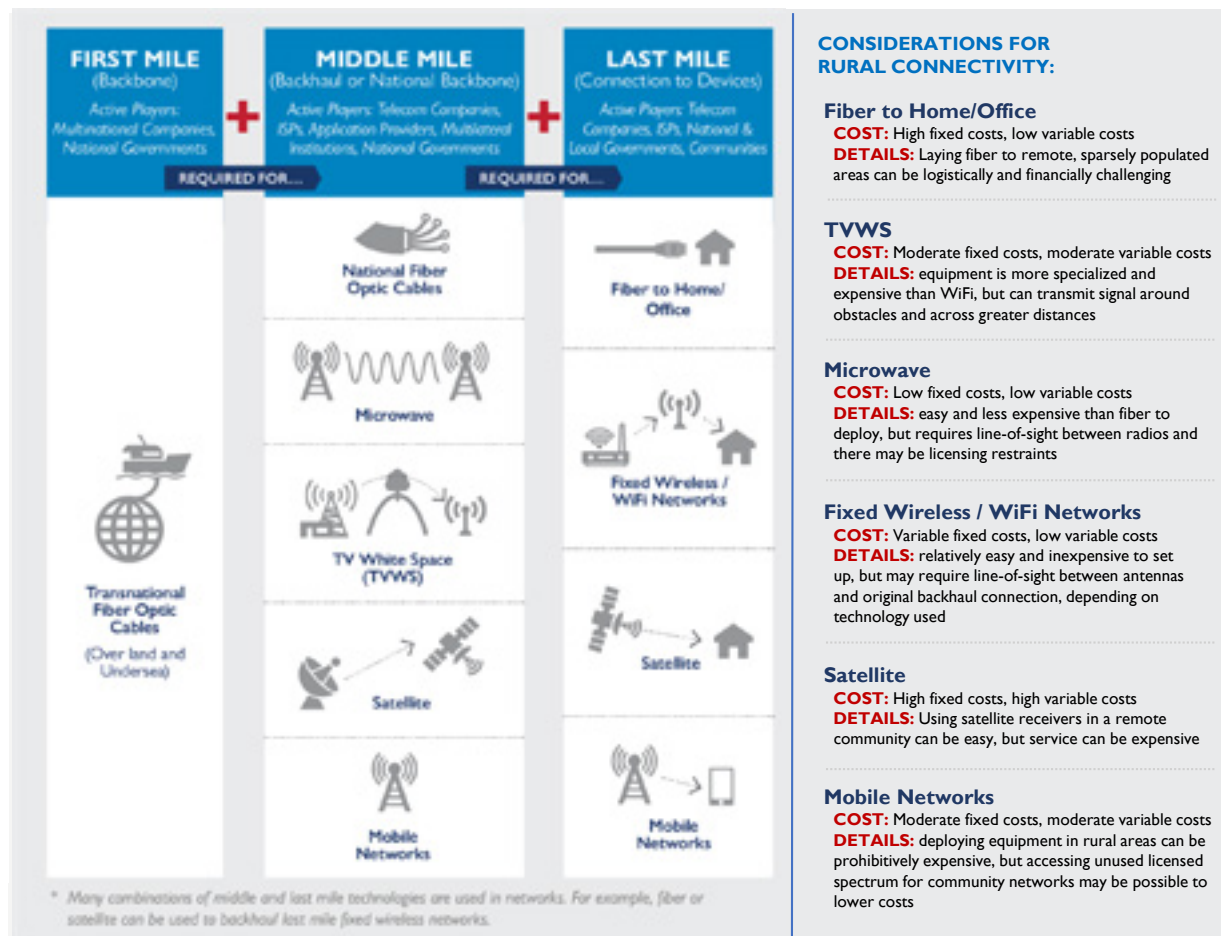 FIRST MILE
(Backbone)
Active Players:
Multinational Companies,
National Governments
+
MIDDLE MILE
(Backhaul or National Backbone)
Active Players: Telecom Companies,
ISPs, Application Providers, Multilateral
Institutions, National Governments
+
LAST MILE
(Connection to Devices)
Active Players: Telecom
Companies, ISPs, National &
Local Governments, Communities
REQUIRED FOR...
REQUIRED FOR...
Transnational
Fiber Optic
Cables
(Over land and
Undersea)
National Fiber
Optic Cables
Microwave
TV White Space
(TVWS)
Satellite
Mobile
Networks
Fiber to Home/
Office
Fixed Wireless /
WiFi Networks
Satellite
Mobile
Networks
* Many combinations of middle and last mile technologies are used in networks. For example, fiber or
satellite can be used to backhaul last mile fixed wireless networks.
CONSIDERATIONS FOR
RURAL CONNECTIVITY:
Fiber to Home/Office
COST: High fixed costs, low variable costs
DETAILS: Laying fiber to remote, sparsely populated
areas can be logistically and financially challenging
TVWS
COST: Moderate fixed costs, moderate variable costs
DETAILS: equipment is more specialized and
expensive than WiFi, but can transmit signal around
obstacles and across greater distances
Microwave
COST: Low fixed costs, low variable costs
DETAILS: easy and less expensive than fiber to
deploy, but requires line-of-sight between radios and
there may be licensing restraints
Fixed Wireless / WiFi Networks
COST: Variable fixed costs, low variable costs
DETAILS: relatively easy and inexpensive to set
up, but may require line-of-sight between antennas
and original backhaul connection, depending on
technology used
Satellite
COST: High fixed costs, high variable costs
DETAILS: Using satellite receivers in a remote
community can be easy, but service can be expensive
Mobile Networks
COST: Moderate fixed costs, moderate variable costs
DETAILS: deploying equipment in rural areas can be
prohibitively expensive, but accessing unused licensed
spectrum for community networks may be possible to
lower costs